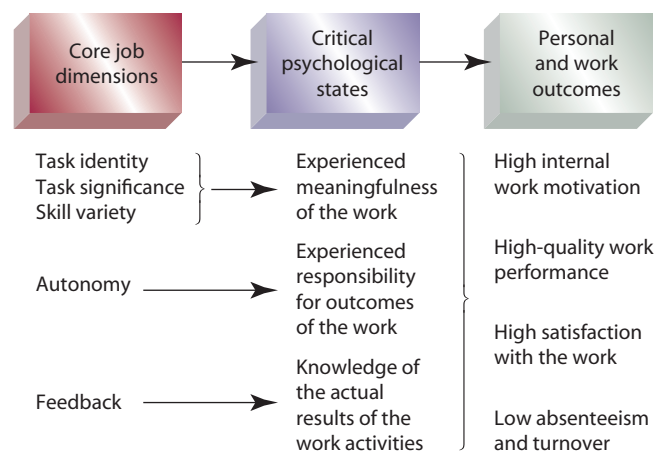 Core job
dimensions
Critical
psychological
states
Personal
and work
outcomes
Task identity
Task significance
Skill variety
Experienced
meaningfulness
of the work
Autonomy
Experienced
responsibility
for outcomes
of the work
Feedback
Knowledge of
the actual
results of the
work activities
High internal
work motivation
High-quality work
performance
High satisfaction
with the work
Low absenteeism
and turnover